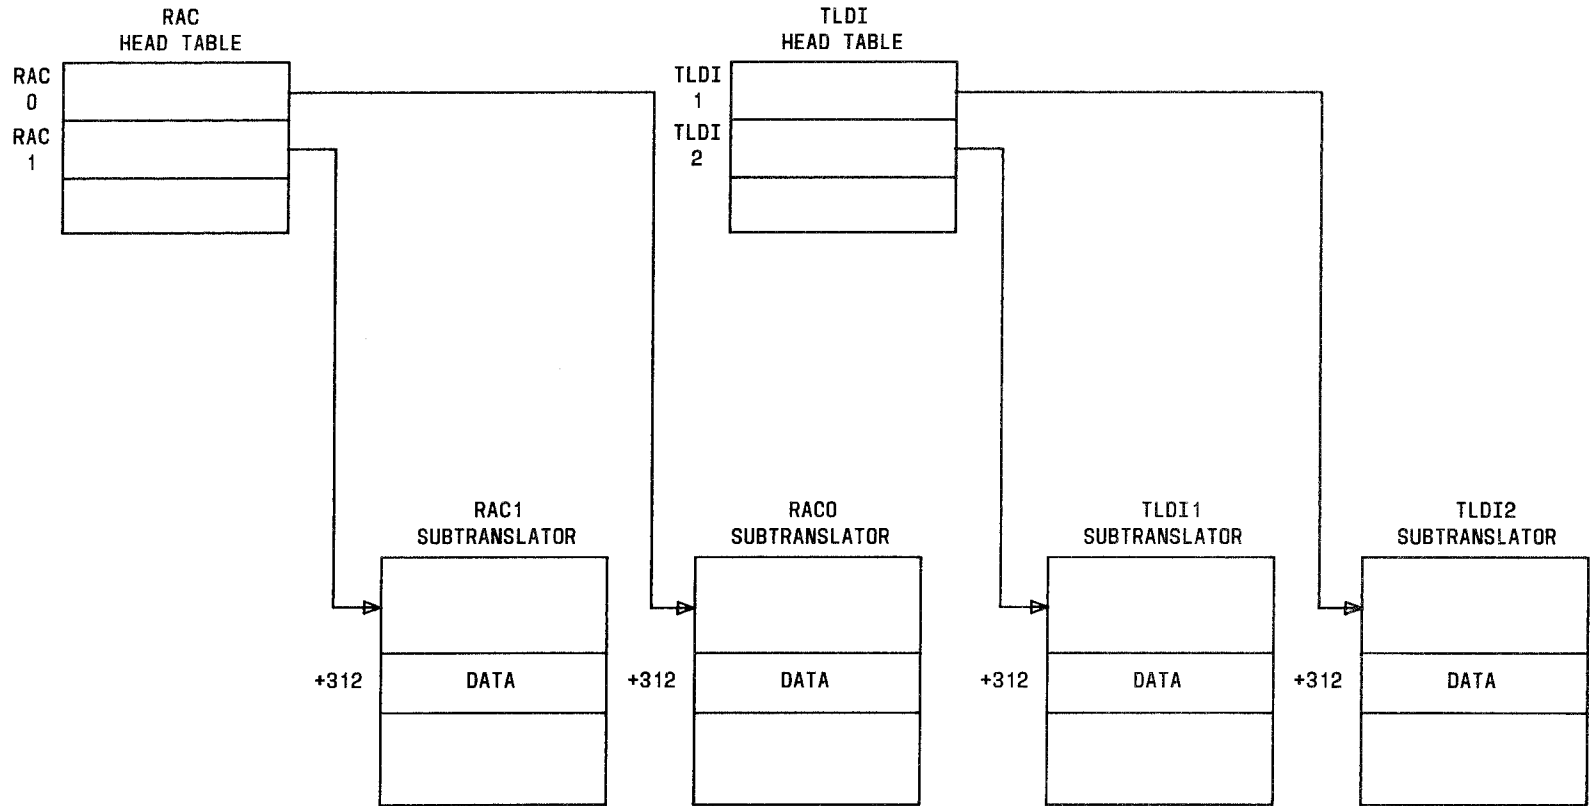 RAC
HEAD TABLE
RAC
0
RAC
1
TLDI
HEAD TABLE
TLDI
1
TLDI
2
RAC1
SUBTRANSLATOR
RAC0
SUBTRANSLATOR
TLDI1
SUBTRANSLATOR
TLDI2
SUBTRANSLATOR
+312 DATA
+312 DATA
+312 DATA
+312 DATA